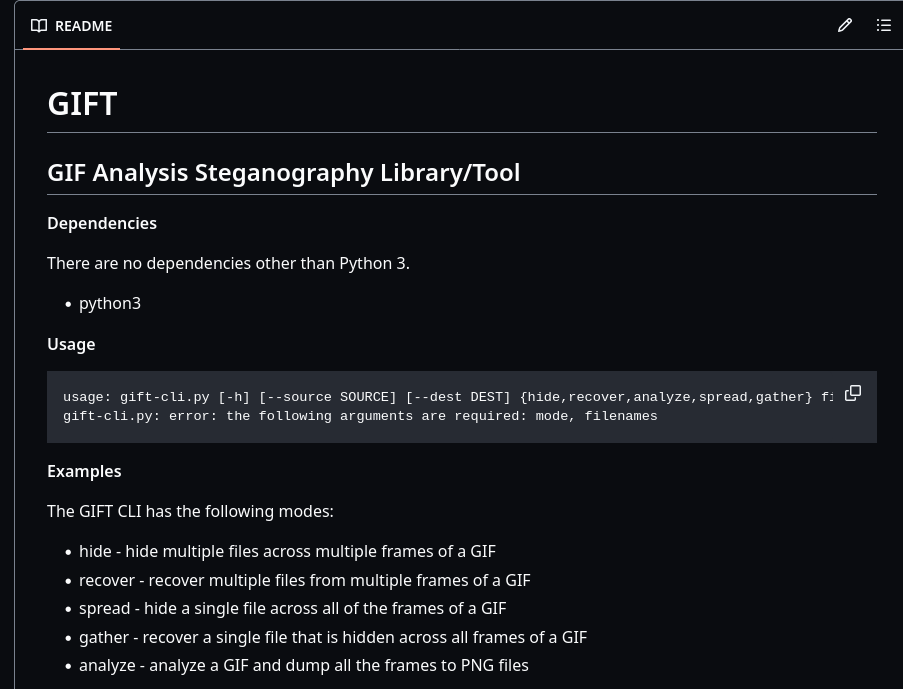 README
GIFT
GIF Analysis Steganography Library/Tool
Dependencies
There are no dependencies other than Python 3.
• python3
Usage
usage: gift-cli.py [-h] [--source SOURCE] [--dest DEST] {hide,recover,analyze,spread,gather} fi
gift-cli.py: error: the following arguments are required: mode, filenames
Examples
The GIFT CLI has the following modes:
• hide - hide multiple files across multiple frames of a GIF
• recover - recover multiple files from multiple frames of a GIF
• spread - hide a single file across all of the frames of a GIF
• gather - recover a single file that is hidden across all frames of a GIF
• analyze - analyze a GIF and dump all the frames to PNG files